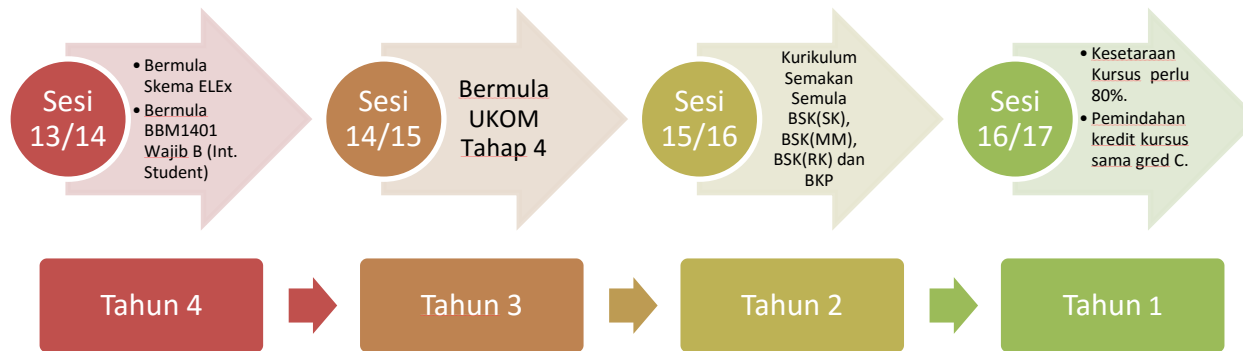 Sesi
13/14
• Bermula
Skema ELEx
• Bermula
BBM1401
Wajib B (Int.
Student)
Sesi
14/15
Bermula
UKOM
Tahap 4
Sesi
15/16
Kurikulum
Semakan
Semula
BSK(SK),
BSK(MM),
BSK(RK) dan
BKP
Sesi
16/17
• Kesetaraan
Kursus perlu
80%.
• Pemindahan
kredit kursus
sama gred C.
Tahun 4
Tahun 3
Tahun 2
Tahun 1